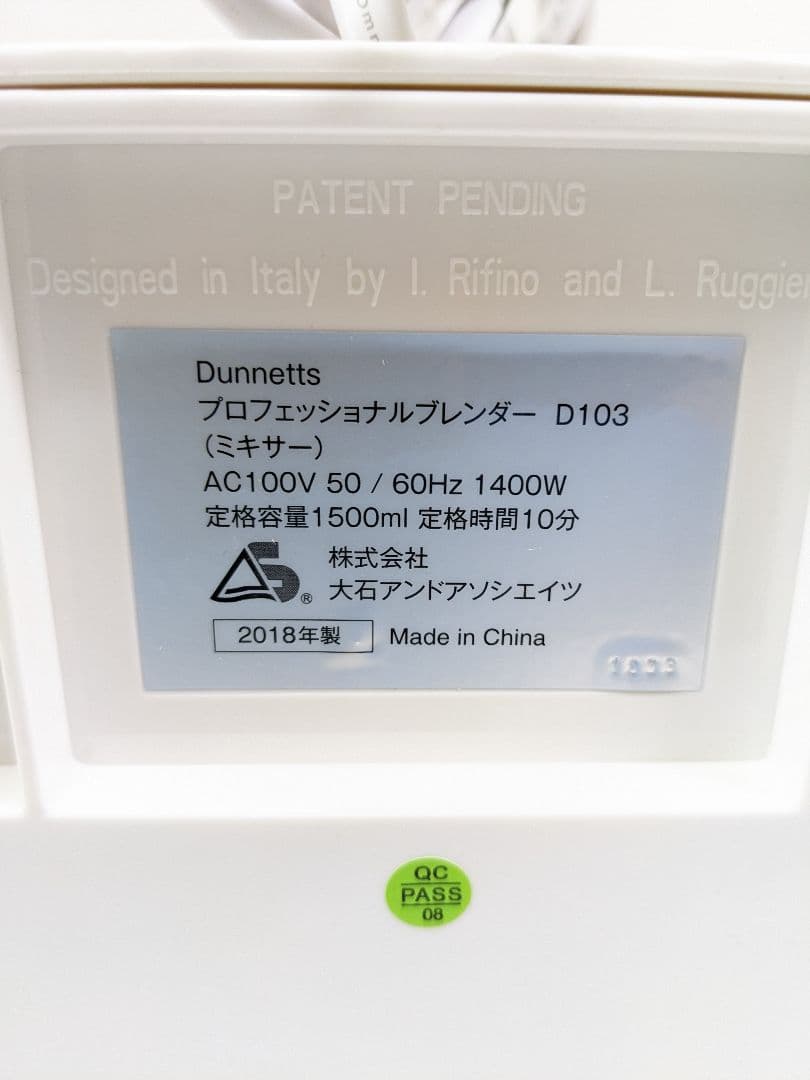 PATENT PENDING
Designed in Italy by I. Rifino and L.
Dunnetts
プロフェッショナルブレンダー D103
（ミキサー）
AC100V 50 / 60Hz 1400W
定格容量1500ml 定格時間10分
®
株式会社
大石アンドアソシエイツ
2018年製 Made in China
QC
PASS
08